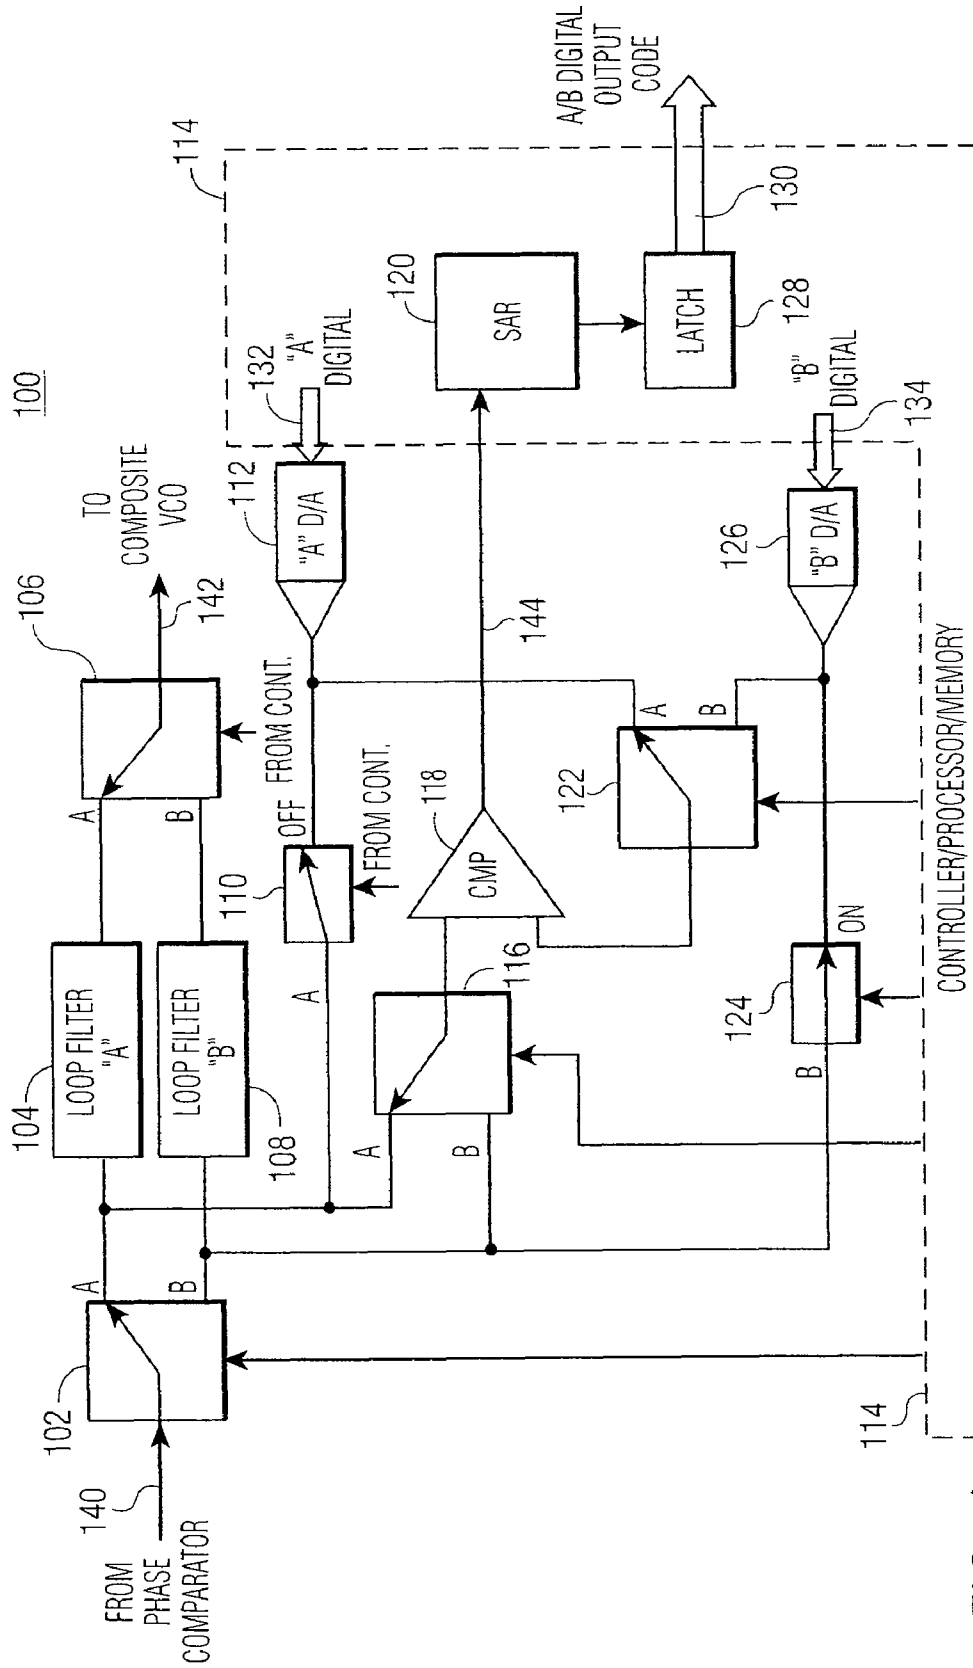 100
FROM
PHASE
COMPARATOR
140
102
A
B
104
LOOP FILTER
"A"
LOOP FILTER
"B"
108
A
B
106
TO
COMPOSITE
VCO
142
FROM CONT.
110
OFF
A
FROM CONT.
112
"A" D/A
132
"A"
DIGITAL
114
A
B
116
118
CMP
144
120
SAR
LATCH
128
130
A/B DIGITAL
OUTPUT
CODE
122
A
B
124
B
ON
126
"B" D/A
"B"
DIGITAL
134
114
CONTROLLER/PROCESSOR/MEMORY